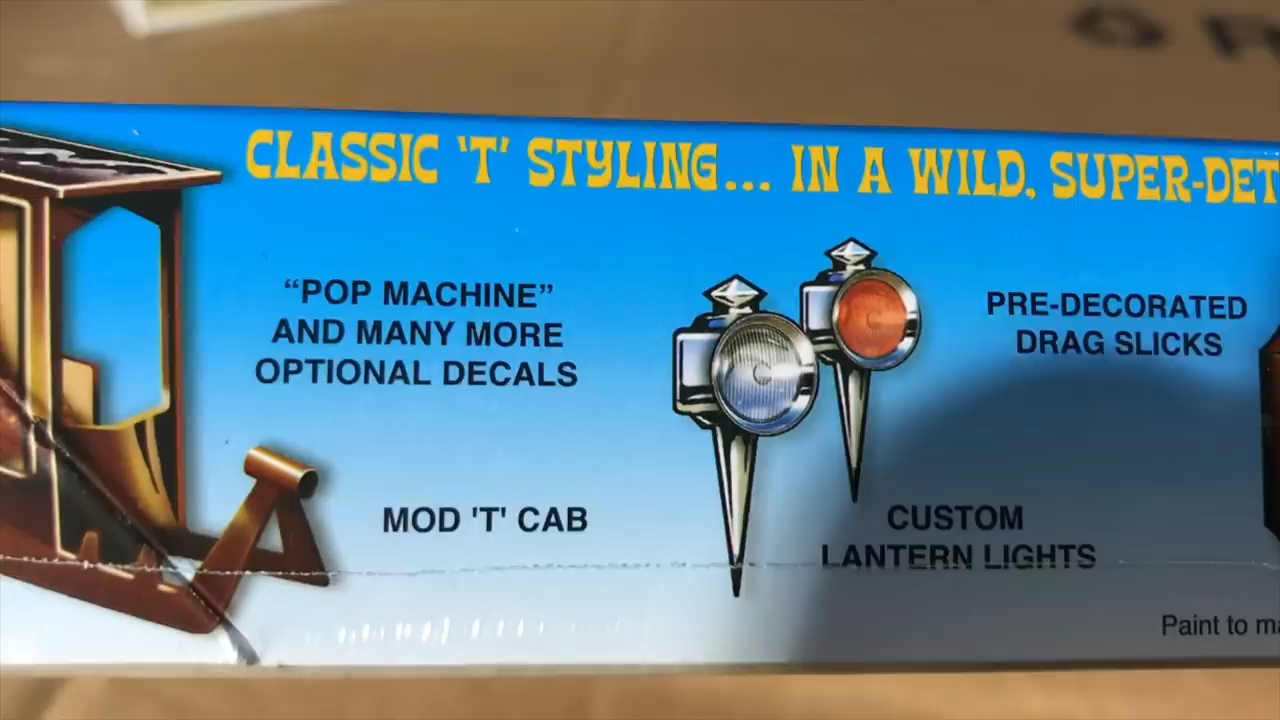 CLASSIC 'T' STYLING... IN A WILD, SUPER-DET
"POP MACHINE"
AND MANY MORE
OPTIONAL DECALS
MOD 'T' CAB
CUSTOM
LANTERN LIGHTS
PRE-DECORATED
DRAG SLICKS
Paint to ma